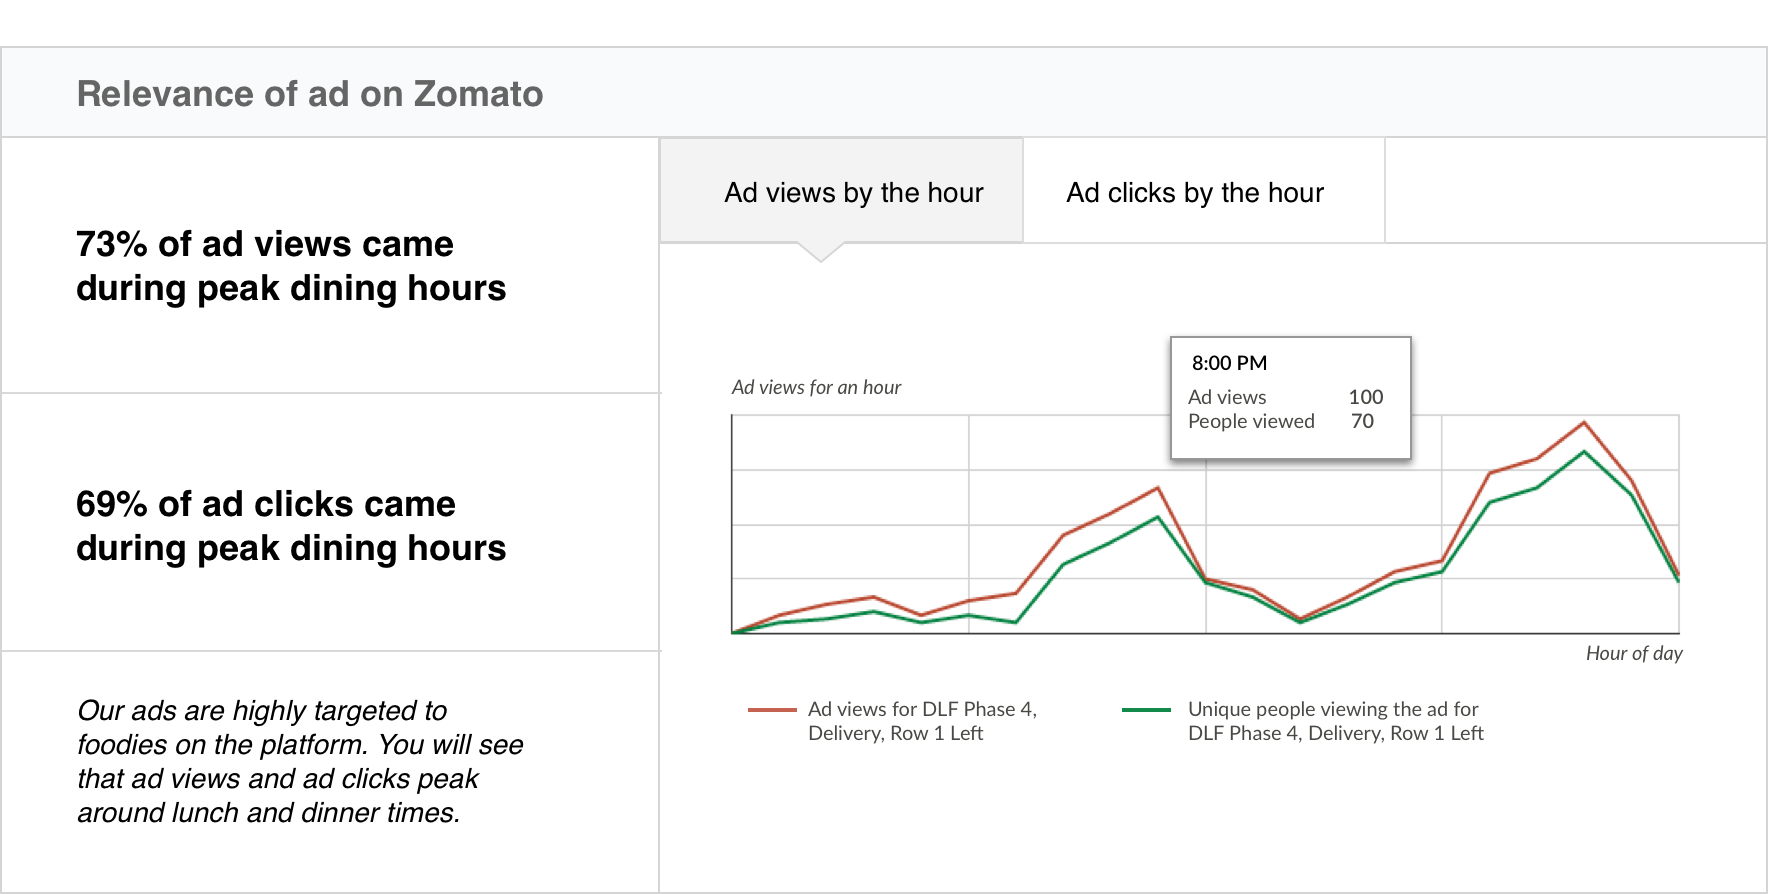 Relevance of ad on Zomato
73% of ad views came
during peak dining hours
69% of ad clicks came
during peak dining hours
Our ads are highly targeted to
foodies on the platform. You will see
that ad views and ad clicks peak
around lunch and dinner times.
Ad views by the hour
Ad clicks by the hour
8:00 PM
Ad views 100
People viewed 70
Ad views for an hour
Hour of day
Ad views for DLF Phase 4,
Delivery, Row 1 Left
Unique people viewing the ad for
DLF Phase 4, Delivery, Row 1 Left